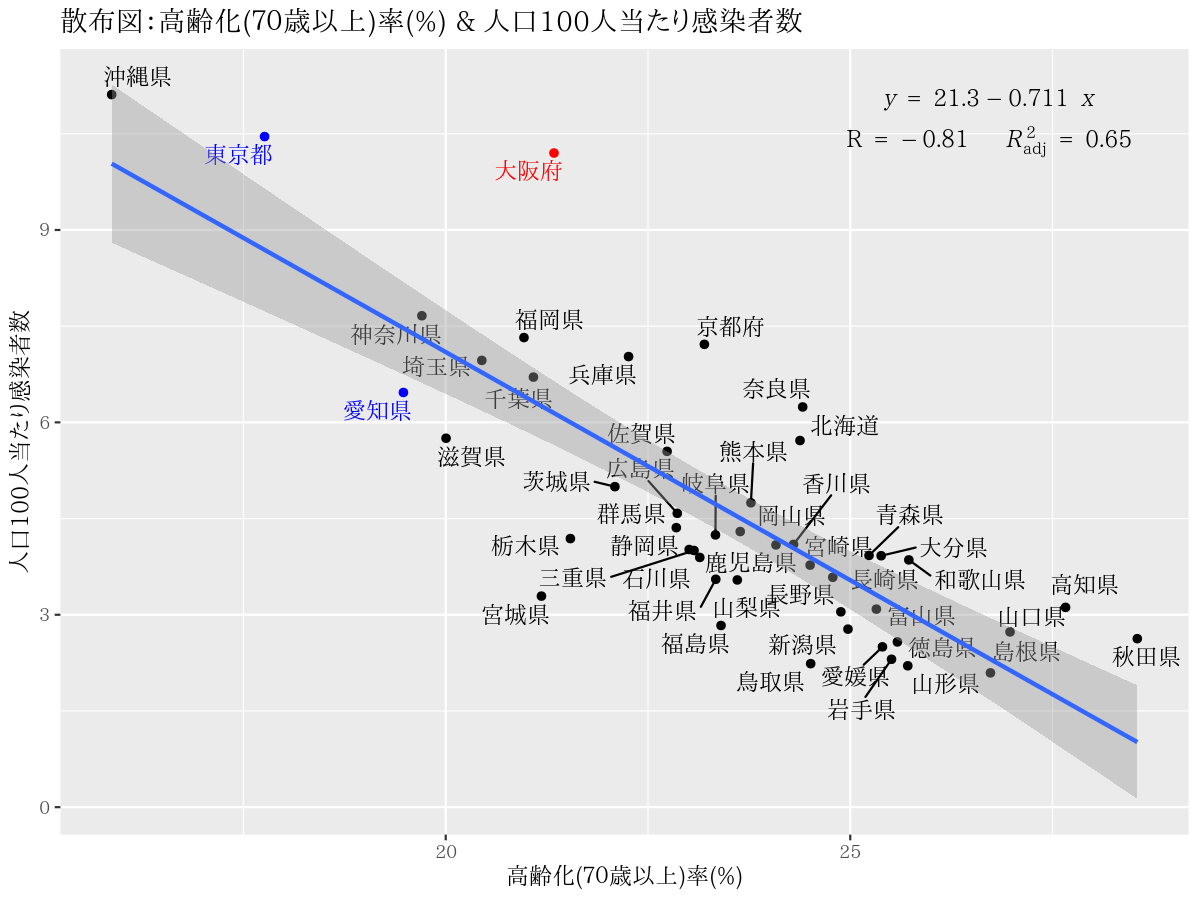 散布図：高齢化(70歳以上)率(%) & 人口100人当たり感染者数
沖縄県
y = 21.3 − 0.711 x
東京都
R = −0.81 R²adj = 0.65
大阪府
9
福岡県
京都府
神奈川県
埼玉県
兵庫県
千葉県
奈良県
愛知県
6
北海道
佐賀県
熊本県
滋賀県
広島県
茨城県
岐阜県
香川県
群馬県
岡山県
青森県
栃木県
静岡県
宮崎県
大分県
鹿児島県
三重県
石川県
長崎県
和歌山県
高知県
長野県
3
宮城県
福井県
山梨県
富山県
山口県
福島県
新潟県
徳島県
島根県
秋田県
鳥取県
愛媛県
山形県
岩手県
0
20
25
高齢化(70歳以上)率(%)
人口100人当たり感染者数